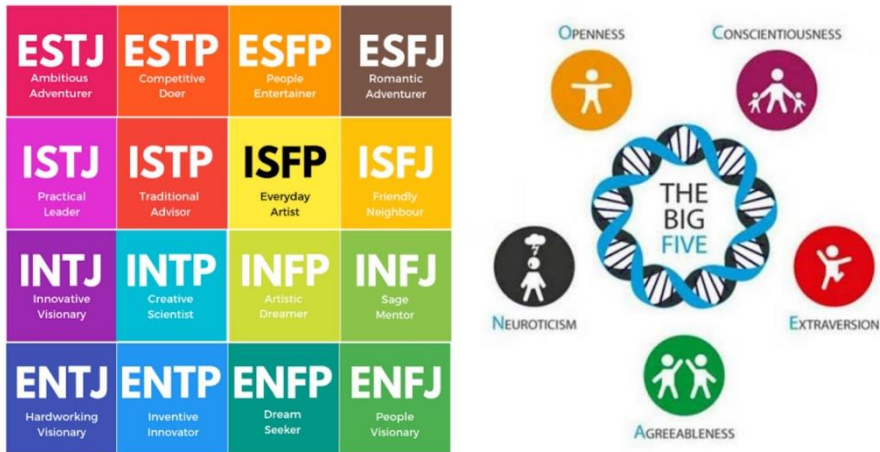 ESTJ
Ambitious
Adventurer
ESTP
Competitive
Doer
ESFP
People
Entertainer
ESFJ
Romantic
Adventurer
ISTJ
Practical
Leader
ISTP
Traditional
Advisor
ISFP
Everyday
Artist
ISFJ
Friendly
Neighbour
INTJ
Innovative
Visionary
INTP
Creative
Scientist
INFP
Artistic
Dreamer
INFJ
Sage
Mentor
ENTJ
Hardworking
Visionary
ENTP
Inventive
Innovator
ENFP
Dream
Seeker
ENFJ
People
Visionary
OPENNESS
CONSCIENTIOUSNESS
THE
BIG
FIVE
NEUROTICISM
EXTRAVERSION
AGREEABLENESS